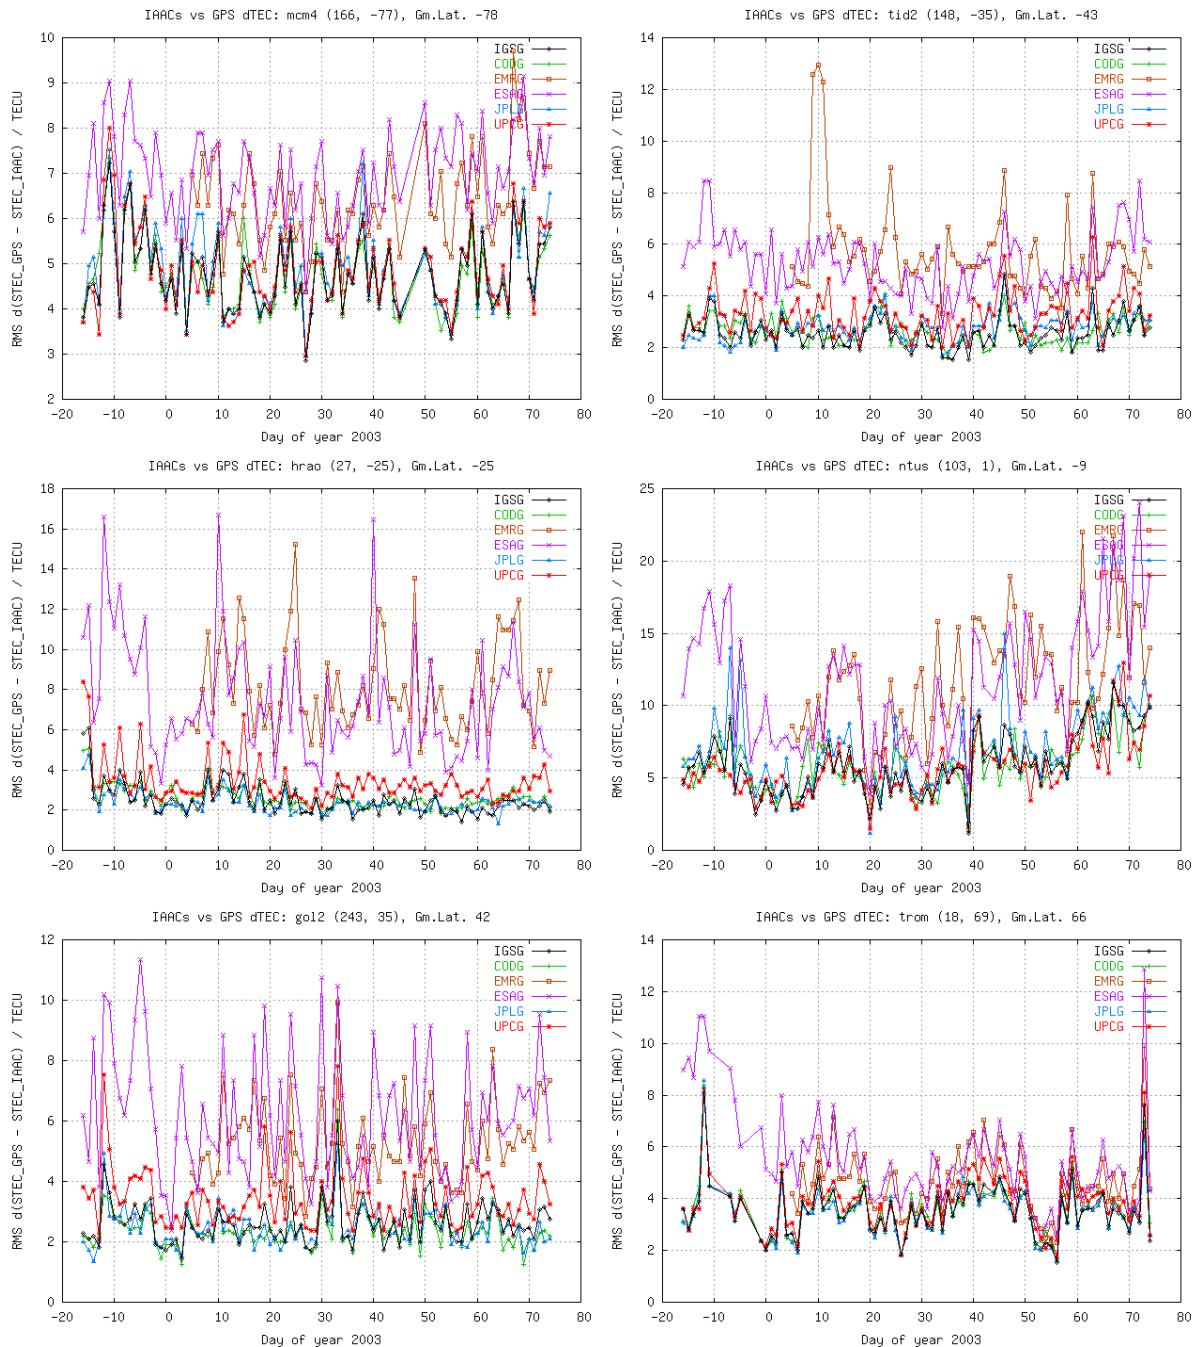 IAACs vs GPS dTEC: mcm4 (166, -77), Gm.Lat. -78
RMS d(STEC_GPS - STEC_IAAC) / TECU
10
9
8
7
6
5
4
3
2
IGSG
CODG
EMRG
ESAG
JPLG
UPCG
-20 -10 0 10 20 30 40 50 60 70 80
Day of year 2003
IAACs vs GPS dTEC: tid2 (148, -35), Gm.Lat. -43
RMS d(STEC_GPS - STEC_IAAC) / TECU
14
12
10
8
6
4
2
0
IGSG
CODG
EMRG
ESAG
JPLG
UPCG
-20 -10 0 10 20 30 40 50 60 70 80
Day of year 2003
IAACs vs GPS dTEC: hrao (27, -25), Gm.Lat. -25
RMS d(STEC_GPS - STEC_IAAC) / TECU
18
16
14
12
10
8
6
4
2
0
IGSG
CODG
EMRG
ESAG
JPLG
UPCG
-20 -10 0 10 20 30 40 50 60 70 80
Day of year 2003
IAACs vs GPS dTEC: ntus (103, 1), Gm.Lat. -9
RMS d(STEC_GPS - STEC_IAAC) / TECU
25
20
15
10
5
0
IGSG
CODG
EMRG
ESAG
JPLG
UPCG
-20 -10 0 10 20 30 40 50 60 70 80
Day of year 2003
IAACs vs GPS dTEC: gol2 (243, 35), Gm.Lat. 42
RMS d(STEC_GPS - STEC_IAAC) / TECU
12
10
8
6
4
2
0
IGSG
CODG
EMRG
ESAG
JPLG
UPCG
-20 -10 0 10 20 30 40 50 60 70 80
Day of year 2003
IAACs vs GPS dTEC: trom (18, 69), Gm.Lat. 66
RMS d(STEC_GPS - STEC_IAAC) / TECU
14
12
10
8
6
4
2
0
IGSG
CODG
EMRG
ESAG
JPLG
UPCG
-20 -10 0 10 20 30 40 50 60 70 80
Day of year 2003